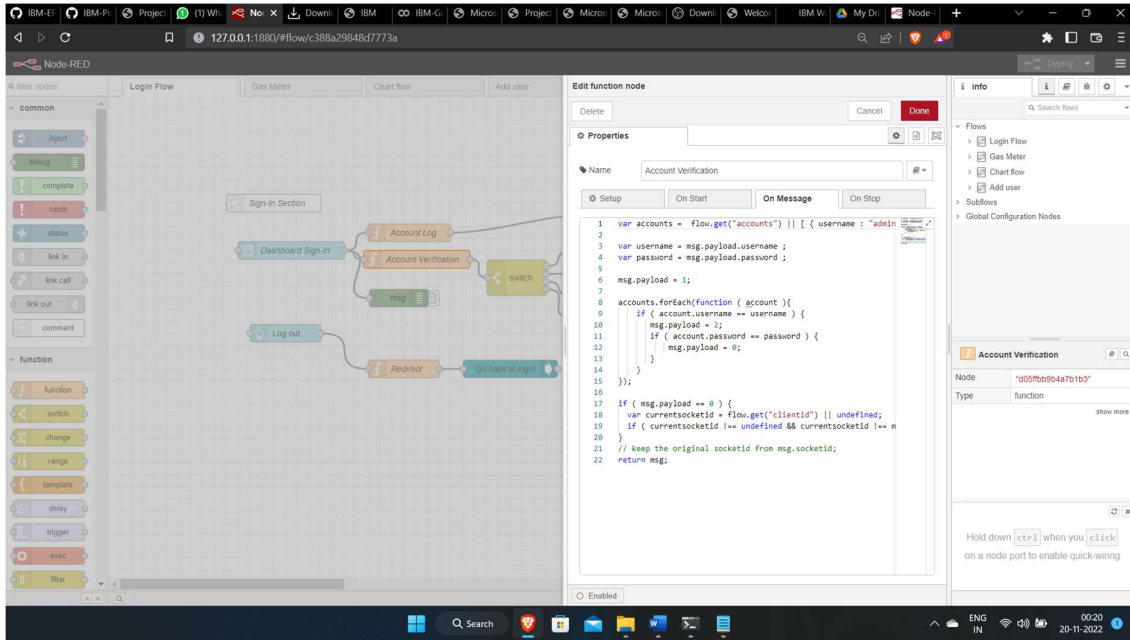 IBM-EP
IBM-Pr
Project
(1) Wh
No
Downlo
IBM
IBM-G
Micros
Project
Micros
Micros
Downl
Welcor
IBM W
My Dri
Node-
127.0.0.1:1880/#flow/c388a29848d7773a
Node-RED
Deploy
filter nodes
Login Flow
Gas Meter
Chart flow
Add user
common
inject
debug
complete
catch
status
link in
link call
link out
comment
function
function
switch
change
range
template
delay
trigger
exec
filter
Sign-In Section
Account Log
Dashboard Sign-In
Account Verification
switch
msg
Log out
Redirect
Go back to login
Edit function node
Delete
Cancel
Done
Properties
Name
Account Verification
Setup
On Start
On Message
On Stop
1 var accounts = flow.get("accounts") || [ { username : "admin
2
3 var username = msg.payload.username ;
4 var password = msg.payload.password ;
5
6 msg.payload = 1;
7
8 accounts.forEach(function ( account ){
9 if ( account.username == username ) {
10 msg.payload = 2;
11 if ( account.password == password ) {
12 msg.payload = 0;
13 }
14 }
15 });
16
17 if ( msg.payload == 0 ) {
18 var currentsocketid = flow.get("clientid") || undefined;
19 if ( currentsocketid !== undefined && currentsocketid !== m
20 }
21 // keep the original socketid from msg.socketid;
22 return msg;
Enabled
info
Search flows
Flows
Login Flow
Gas Meter
Chart flow
Add user
Subflows
Global Configuration Nodes
Account Verification
Node "d05ffbb9b4a7b1b3"
Type function
show more
Hold down ctrl when you click
on a node port to enable quick-wiring
Search
ENG
IN
00:20
20-11-2022
1